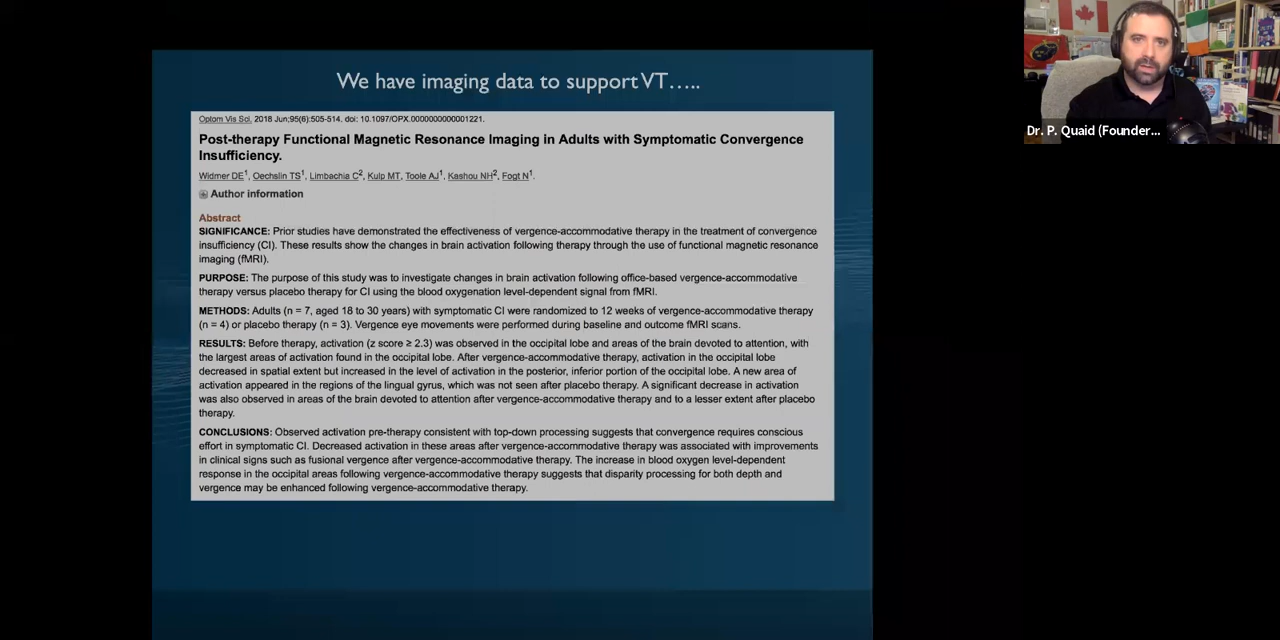 We have imaging data to support VT…..
Optom Vis Sci. 2018 Jun;95(6):505-514. doi: 10.1097/OPX.0000000000001221.
Post-therapy Functional Magnetic Resonance Imaging in Adults with Symptomatic Convergence
Insufficiency.
Widmer DE1, Oechslin TS1, Limbachia C2, Kulp MT, Toole AJ1, Kashou NH2, Fogt N1.
Author information
Abstract
SIGNIFICANCE: Prior studies have demonstrated the effectiveness of vergence-accommodative therapy in the treatment of convergence
insufficiency (CI). These results show the changes in brain activation following therapy through the use of functional magnetic resonance
imaging (fMRI).
PURPOSE: The purpose of this study was to investigate changes in brain activation following office-based vergence-accommodative
therapy versus placebo therapy for CI using the blood oxygenation level-dependent signal from fMRI.
METHODS: Adults (n = 7, aged 18 to 30 years) with symptomatic CI were randomized to 12 weeks of vergence-accommodative therapy
(n = 4) or placebo therapy (n = 3). Vergence eye movements were performed during baseline and outcome fMRI scans.
RESULTS: Before therapy, activation (z score ≥ 2.3) was observed in the occipital lobe and areas of the brain devoted to attention, with
the largest areas of activation found in the occipital lobe. After vergence-accommodative therapy, activation in the occipital lobe
decreased in spatial extent but increased in the level of activation in the posterior, inferior portion of the occipital lobe. A new area of
activation appeared in the regions of the lingual gyrus, which was not seen after placebo therapy. A significant decrease in activation
was also observed in areas of the brain devoted to attention after vergence-accommodative therapy and to a lesser extent after placebo
therapy.
CONCLUSIONS: Observed activation pre-therapy consistent with top-down processing suggests that convergence requires conscious
effort in symptomatic CI. Decreased activation in these areas after vergence-accommodative therapy was associated with improvements
in clinical signs such as fusional vergence after vergence-accommodative therapy. The increase in blood oxygen level-dependent
response in the occipital areas following vergence-accommodative therapy suggests that disparity processing for both depth and
vergence may be enhanced following vergence-accommodative therapy.
Dr. P. Quaid (Founder...